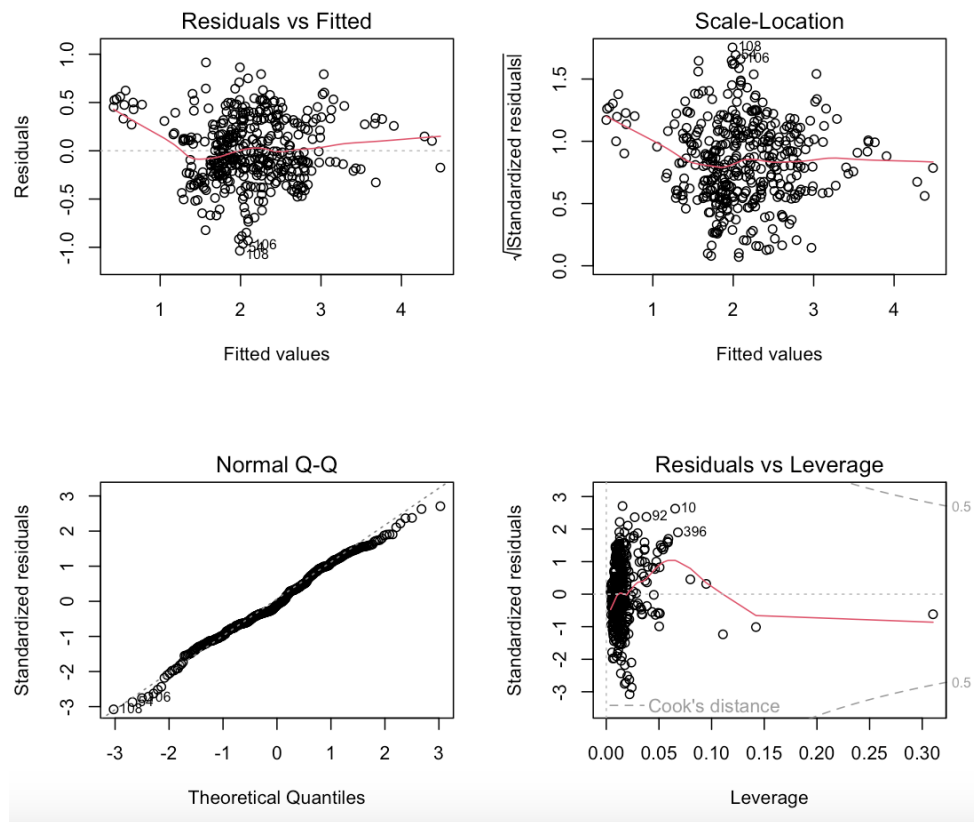 Residuals vs Fitted
Residuals
1.0
0.5
0.0
-0.5
-1.0
106
108
1 2 3 4
Fitted values
Scale-Location
√|Standardized residuals|
1.5
1.0
0.5
0.0
108
106
1 2 3 4
Fitted values
Normal Q-Q
Standardized residuals
3
2
1
0
-1
-2
-3
106
108
-3 -2 -1 0 1 2 3
Theoretical Quantiles
Residuals vs Leverage
Standardized residuals
3
2
1
0
-1
-2
-3
10
92
396
0.5
0.5
Cook's distance
0.00 0.05 0.10 0.15 0.20 0.25 0.30
Leverage